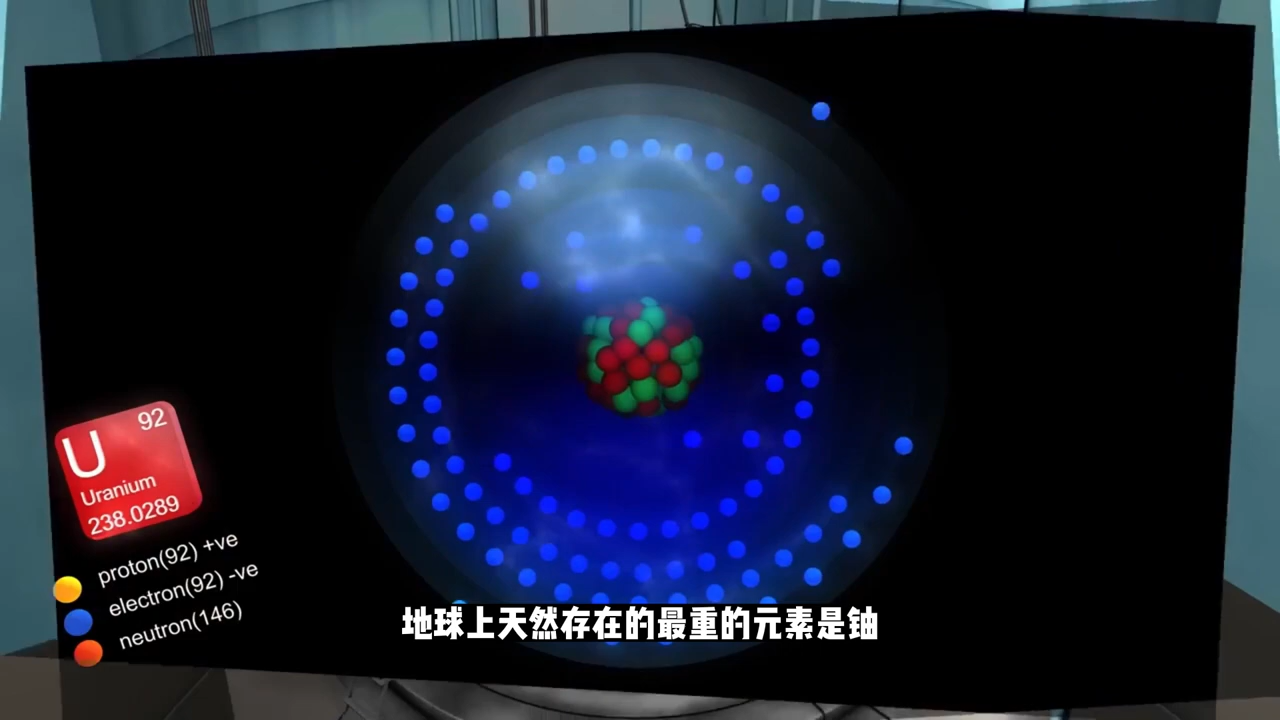 U
92
Uranium
238.0289
proton(92) +ve
electron(92) -ve
neutron(146)
地球上天然存在的最重的元素是铀